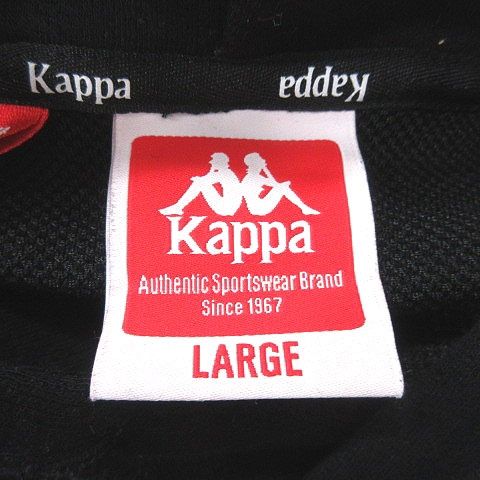 Kappa Kappa
Kappa
Authentic Sportswear Brand
Since 1967
LARGE